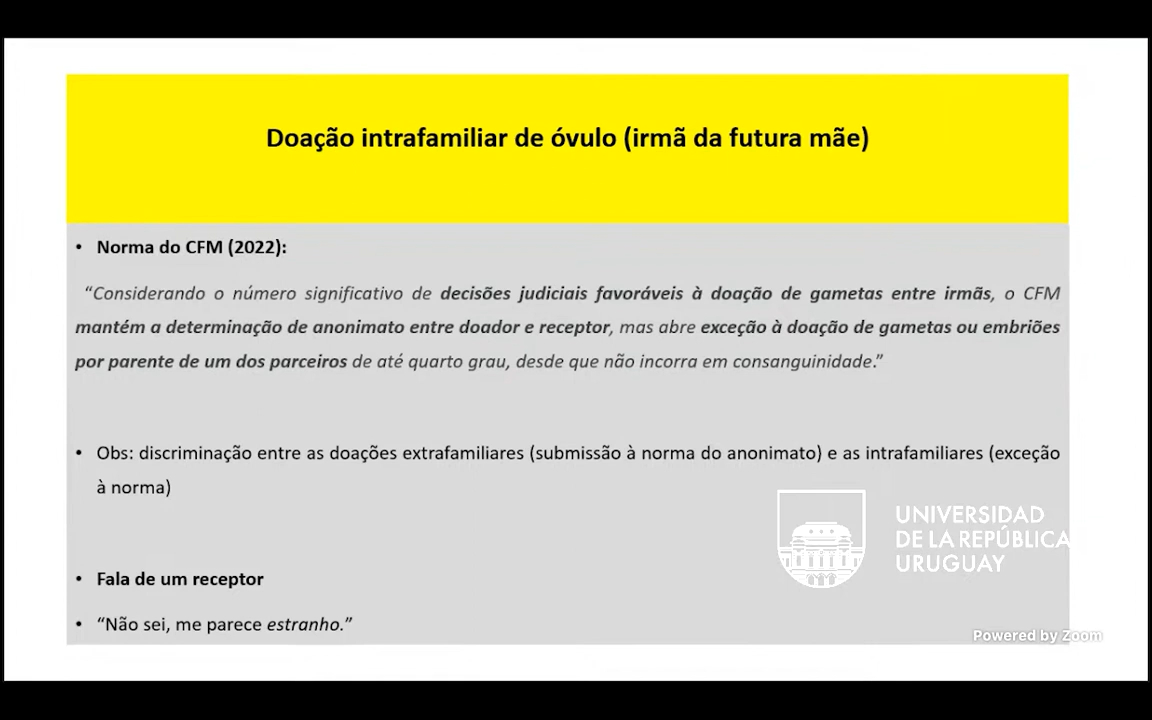 Doação intrafamiliar de óvulo (irmã da futura mãe)
• Norma do CFM (2022):
“Considerando o número significativo de decisões judiciais favoráveis à doação de gametas entre irmãs, o CFM
mantém a determinação de anonimato entre doador e receptor, mas abre exceção à doação de gametas ou embriões
por parente de um dos parceiros de até quarto grau, desde que não incorra em consanguinidade.”
• Obs: discriminação entre as doações extrafamiliares (submissão à norma do anonimato) e as intrafamiliares (exceção
à norma)
UNIVERSIDAD
DE LA REPÚBLICA
URUGUAY
• Fala de um receptor
• “Não sei, me parece estranho.”
Powered by Zoom